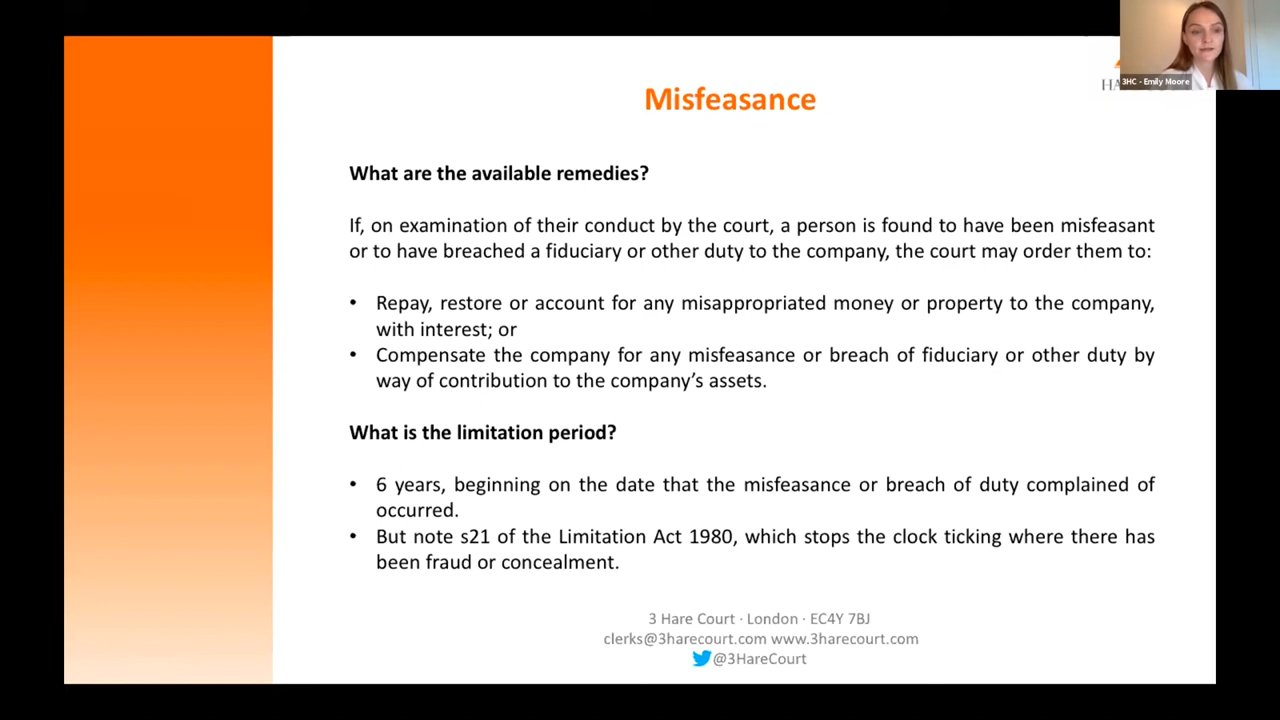 Misfeasance
3HC - Emily Moore
What are the available remedies?
If, on examination of their conduct by the court, a person is found to have been misfeasant
or to have breached a fiduciary or other duty to the company, the court may order them to:
• Repay, restore or account for any misappropriated money or property to the company,
with interest; or
• Compensate the company for any misfeasance or breach of fiduciary or other duty by
way of contribution to the company's assets.
What is the limitation period?
• 6 years, beginning on the date that the misfeasance or breach of duty complained of
occurred.
• But note s21 of the Limitation Act 1980, which stops the clock ticking where there has
been fraud or concealment.
3 Hare Court · London · EC4Y 7BJ
clerks@3harecourt.com www.3harecourt.com
@3HareCourt